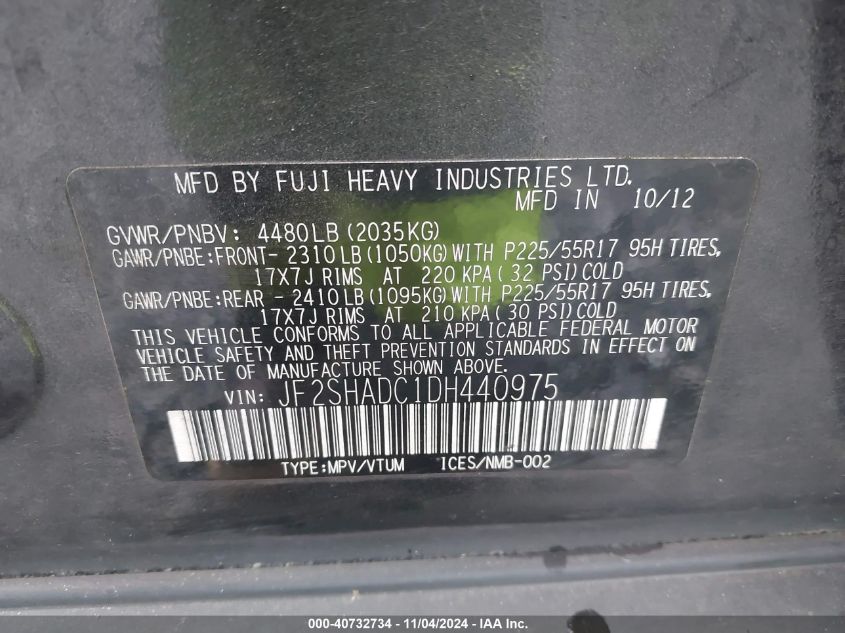 MFD BY FUJI HEAVY INDUSTRIES LTD.
MFD IN 10/12
GVWR/PNBV: 4480LB (2035KG)
GAWR/PNBE:FRONT- 2310LB (1050KG) WITH P225/55R17 95H TIRES,
17X7J RIMS AT 220 KPA ( 32 PSI) COLD
GAWR/PNBE:REAR - 2410LB (1095KG) WITH P225/55R17 95H TIRES,
17X7J RIMS AT 210 KPA ( 30 PSI) COLD
THIS VEHICLE CONFORMS TO ALL APPLICABLE FEDERAL MOTOR
VEHICLE SAFETY AND THEFT PREVENTION STANDARDS IN EFFECT ON
THE DATE OF MANUFACTURE SHOWN ABOVE.
VIN: JF2SHADC1DH440975
TYPE:MPV/VTUM ICES/NMB-002
000-40732734 - 11/04/2024 - IAA Inc.